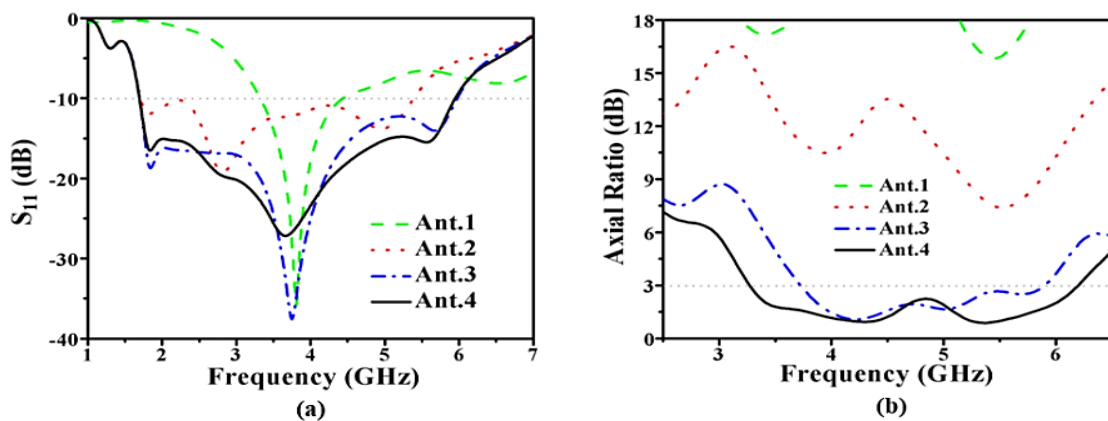 0
-10
-20
-30
-40
S11 (dB)
Ant.1
Ant.2
Ant.3
Ant.4
1 2 3 4 5 6 7
Frequency (GHz)
(a)
18
15
12
9
6
3
0
Axial Ratio (dB)
Ant.1
Ant.2
Ant.3
Ant.4
3 4 5 6
Frequency (GHz)
(b)